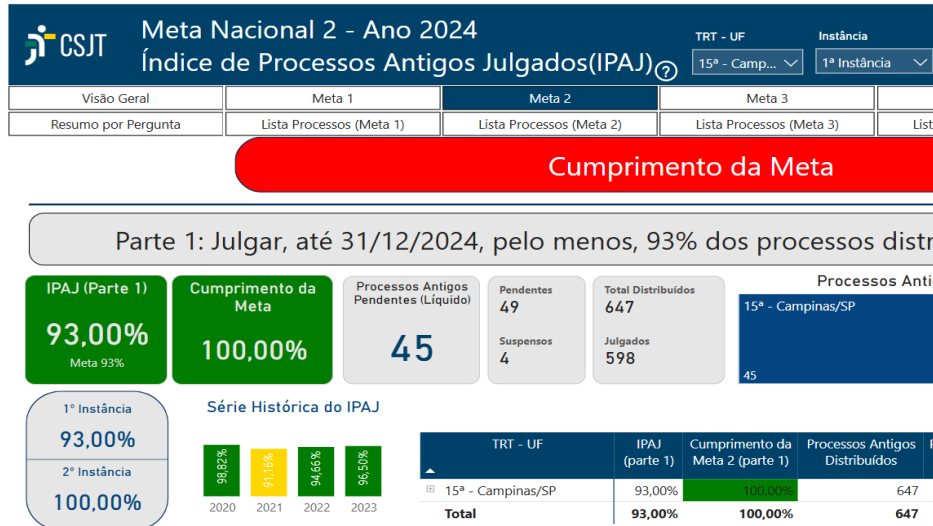 CSJT
Meta Nacional 2 - Ano 2024
Índice de Processos Antigos Julgados(IPAJ)
?
TRT - UF
15ª - Camp...
Instância
1ª Instância
Visão Geral
Meta 1
Meta 2
Meta 3
Resumo por Pergunta
Lista Processos (Meta 1)
Lista Processos (Meta 2)
Lista Processos (Meta 3)
List
Cumprimento da Meta
Parte 1: Julgar, até 31/12/2024, pelo menos, 93% dos processos distr
IPAJ (Parte 1)
93,00%
Meta 93%
Cumprimento da
Meta
100,00%
Processos Antigos
Pendentes (Líquido)
45
Pendentes
49
Suspensos
4
Total Distribuídos
647
Julgados
598
Processos Anti
15ª - Campinas/SP
45
1° Instância
93,00%
2° Instância
100,00%
Série Histórica do IPAJ
98,82%
91,16%
94,66%
96,50%
2020
2021
2022
2023
TRT - UF
IPAJ
(parte 1)
Cumprimento da
Meta 2 (parte 1)
Processos Antigos
Distribuídos
15ª - Campinas/SP
93,00%
100,00%
647
Total
93,00%
100,00%
647